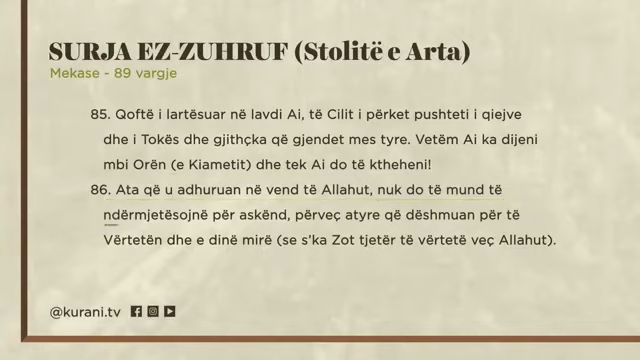 SURJA EZ-ZUHRUF (Stolitë e Arta)
Mekase - 89 vargje
85. Qoftë i lartësuar në lavdi Ai, të Cilit i përket pushteti i qiejve
dhe i Tokës dhe gjithçka që gjendet mes tyre. Vetëm Ai ka dijeni
mbi Orën (e Kiametit) dhe tek Ai do të ktheheni!
86. Ata që u adhuruan në vend të Allahut, nuk do të mund të
ndërmjetësojnë për askënd, përveç atyre që dëshmuan për të
Vërtetën dhe e dinë mirë (se s'ka Zot tjetër të vërtetë veç Allahut).
@kurani.tv